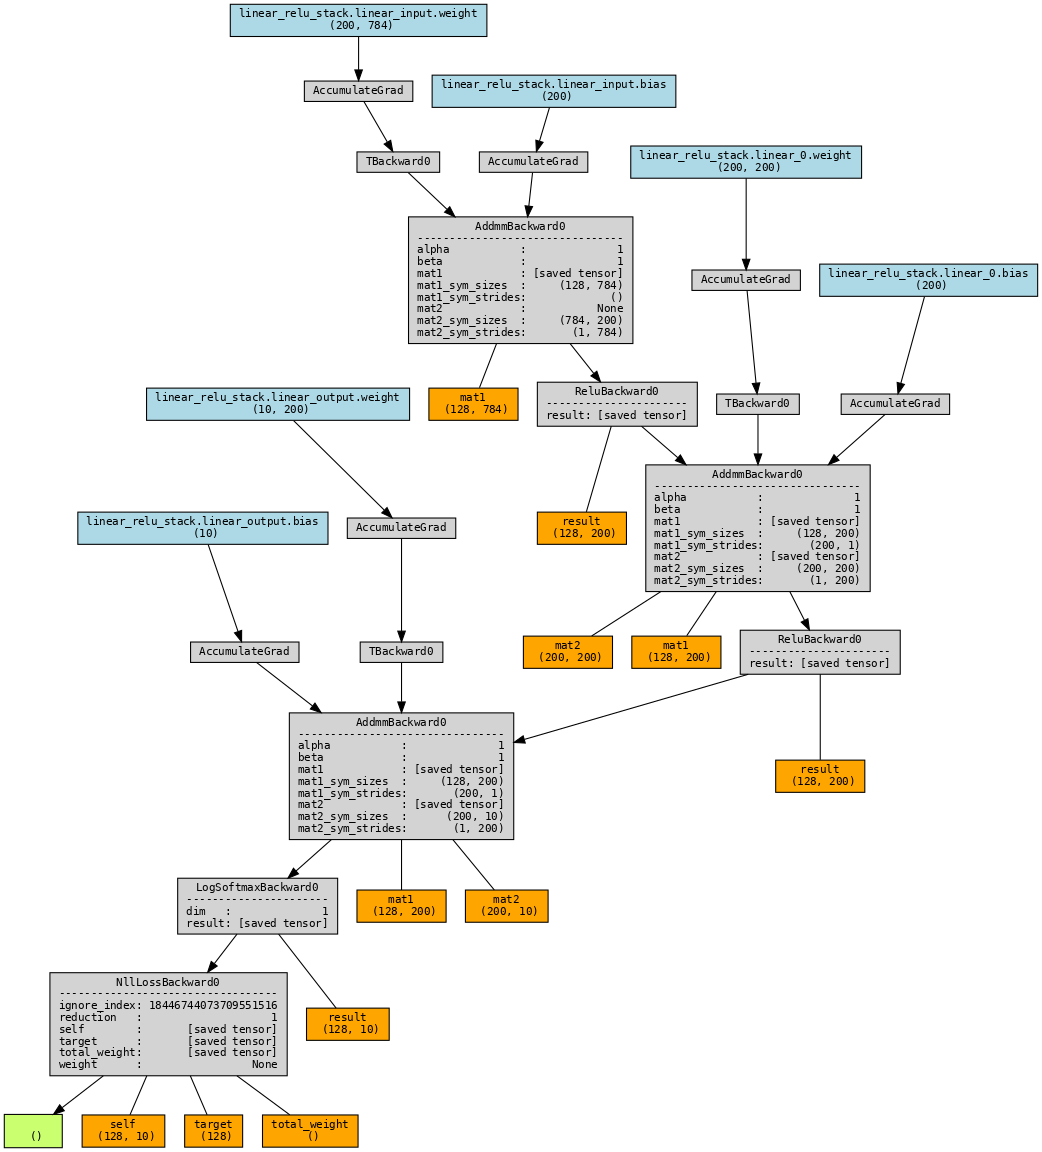 linear_relu_stack.linear_input.weight
(200, 784)
AccumulateGrad
linear_relu_stack.linear_input.bias
(200)
TBackward0
AccumulateGrad
linear_relu_stack.linear_0.weight
(200, 200)
AddmmBackward0
--------------------------------
alpha           :              1
beta            :              1
mat1            : [saved tensor]
mat1_sym_sizes  :     (128, 784)
mat1_sym_strides:             ()
mat2            :           None
mat2_sym_sizes  :     (784, 200)
mat2_sym_strides:       (1, 784)
AccumulateGrad
linear_relu_stack.linear_0.bias
(200)
linear_relu_stack.linear_output.weight
(10, 200)
mat1
(128, 784)
ReluBackward0
----------------------
result: [saved tensor]
TBackward0
AccumulateGrad
linear_relu_stack.linear_output.bias
(10)
AccumulateGrad
result
(128, 200)
AddmmBackward0
--------------------------------
alpha           :              1
beta            :              1
mat1            : [saved tensor]
mat1_sym_sizes  :     (128, 200)
mat1_sym_strides:       (200, 1)
mat2            : [saved tensor]
mat2_sym_sizes  :     (200, 200)
mat2_sym_strides:       (1, 200)
AccumulateGrad
TBackward0
mat2
(200, 200)
mat1
(128, 200)
ReluBackward0
----------------------
result: [saved tensor]
AddmmBackward0
--------------------------------
alpha           :              1
beta            :              1
mat1            : [saved tensor]
mat1_sym_sizes  :     (128, 200)
mat1_sym_strides:       (200, 1)
mat2            : [saved tensor]
mat2_sym_sizes  :      (200, 10)
mat2_sym_strides:       (1, 200)
result
(128, 200)
LogSoftmaxBackward0
----------------------
dim   :              1
result: [saved tensor]
mat1
(128, 200)
mat2
(200, 10)
NllLossBackward0
----------------------------------
ignore_index: 18446744073709551516
reduction   :                    1
self        :       [saved tensor]
target      :       [saved tensor]
total_weight:       [saved tensor]
weight      :                 None
result
(128, 10)
()
self
(128, 10)
target
(128)
total_weight
()